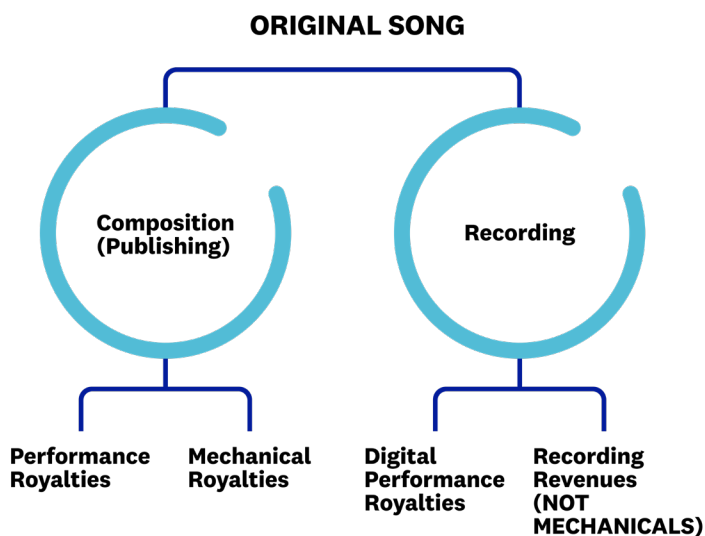 ORIGINAL SONG
Composition
(Publishing)
Recording
Performance
Royalties
Mechanical
Royalties
Digital
Performance
Royalties
Recording
Revenues
(NOT
MECHANICALS)